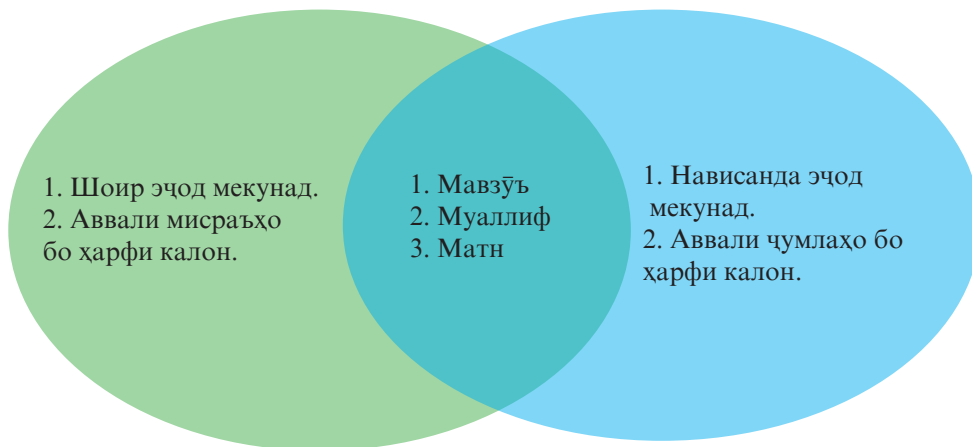 1. Шоир эҷод мекунад.
2. Аввали мисраъҳо
бо ҳарфи калон.
1. Мавзӯъ
2. Муаллиф
3. Матн
1. Нависанда эҷод
мекунад.
2. Аввали ҷумлаҳо бо
ҳарфи калон.